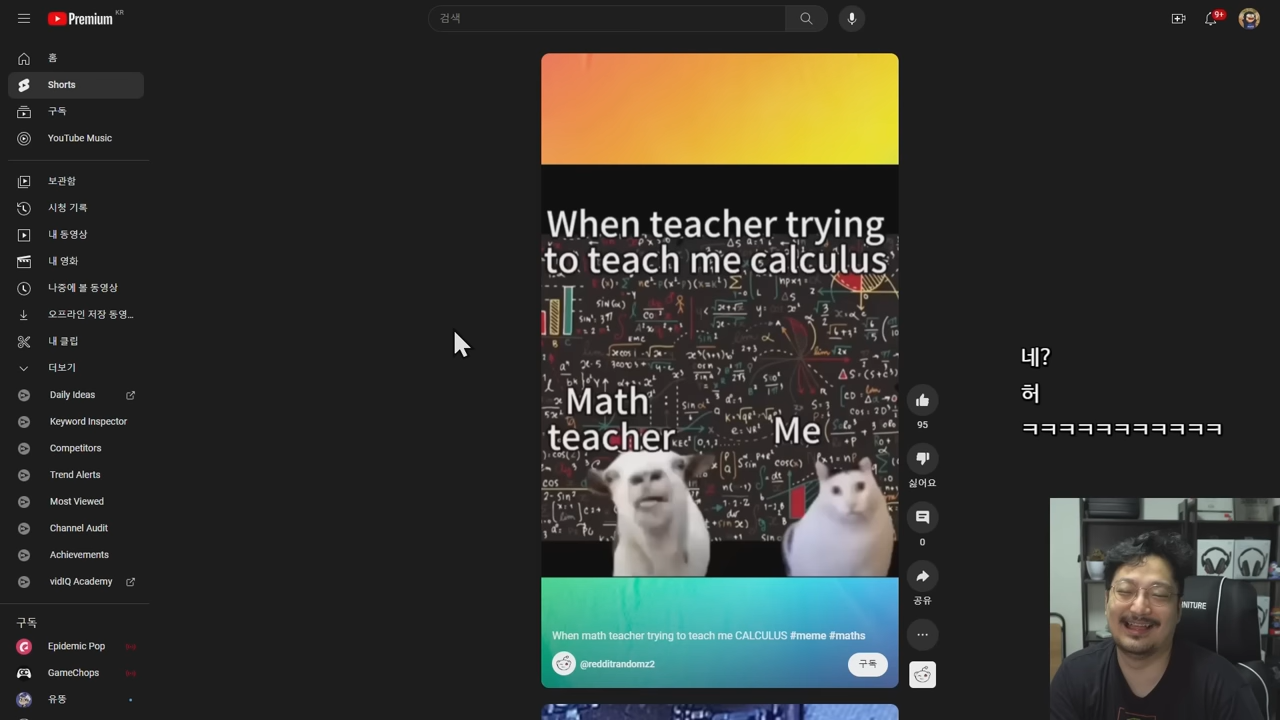 Premium KR
검색
9+
홈
Shorts
구독
YouTube Music
보관함
시청 기록
내 동영상
내 영화
나중에 볼 동영상
오프라인 저장 동영...
내 클립
더보기
Daily Ideas
Keyword Inspector
Competitors
Trend Alerts
Most Viewed
Channel Audit
Achievements
vidIQ Academy
구독
Epidemic Pop
GameChops
유뚱
When teacher trying
to teach me calculus
Math
teacher
Me
When math teacher trying to teach me CALCULUS #meme #maths
@redditrandomz2
구독
95
싫어요
0
공유
네?
허
ㅋㅋㅋㅋㅋㅋㅋㅋㅋㅋㅋ
NITURE